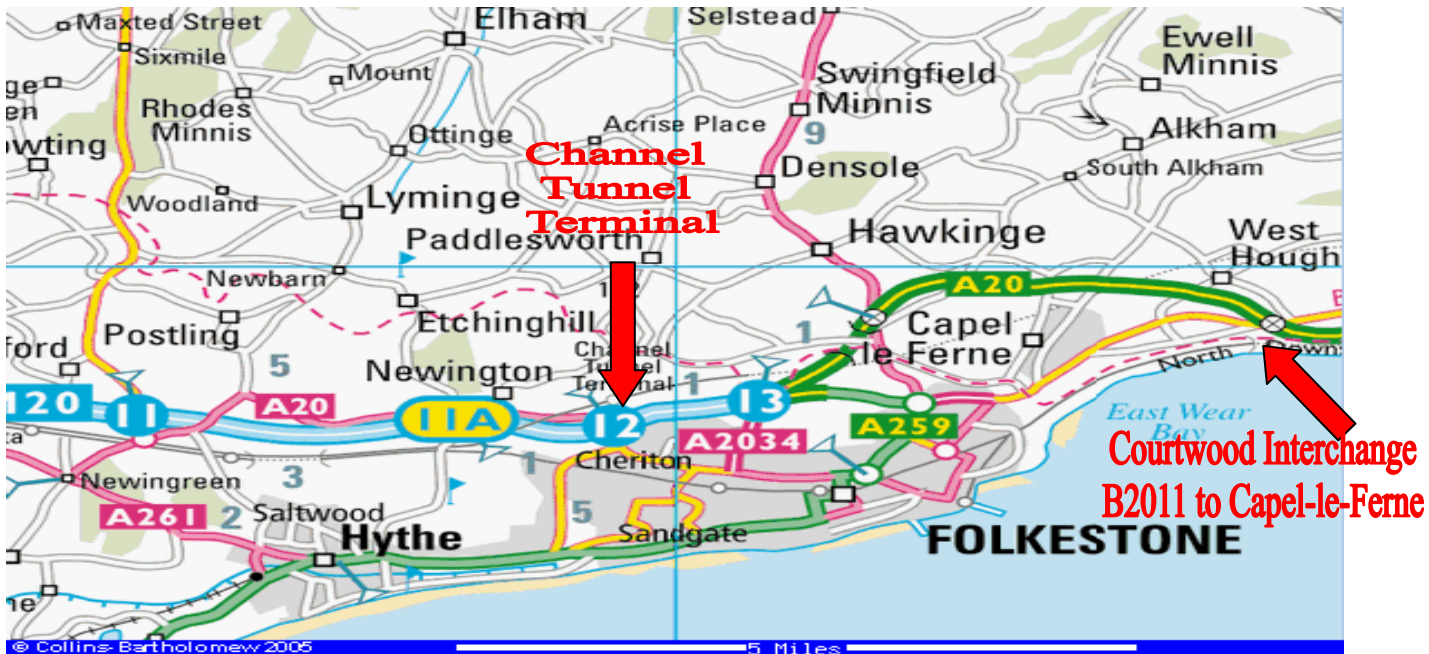 Maxted Street
Elham
Selstead
Sixmile
Ewell
Minnis
Mount
Swingfield
Minnis
Rhodes
Minnis
Ottinge
Acrise Place
9
Alkham
Channel
Tunnel
Terminal
Densole
South Alkham
Woodland
Lyminge
Paddlesworth
Hawkinge
West
Hough
Newbarn
A20
Postling
Etchinghill
1
Capel
le Ferne
ford
5
Newington
Channel
Tunnel
Terminal
1
North
Downs
M20
11
A20
11A
12
13
East Wear
Bay
A2034
A259
Cheriton
1
3
Courtwood Interchange
B2011 to Capel-le-Ferne
Newingreen
A261
2
Saltwood
5
Hythe
Sandgate
FOLKESTONE
© Collins-Bartholomew 2005
5 Miles